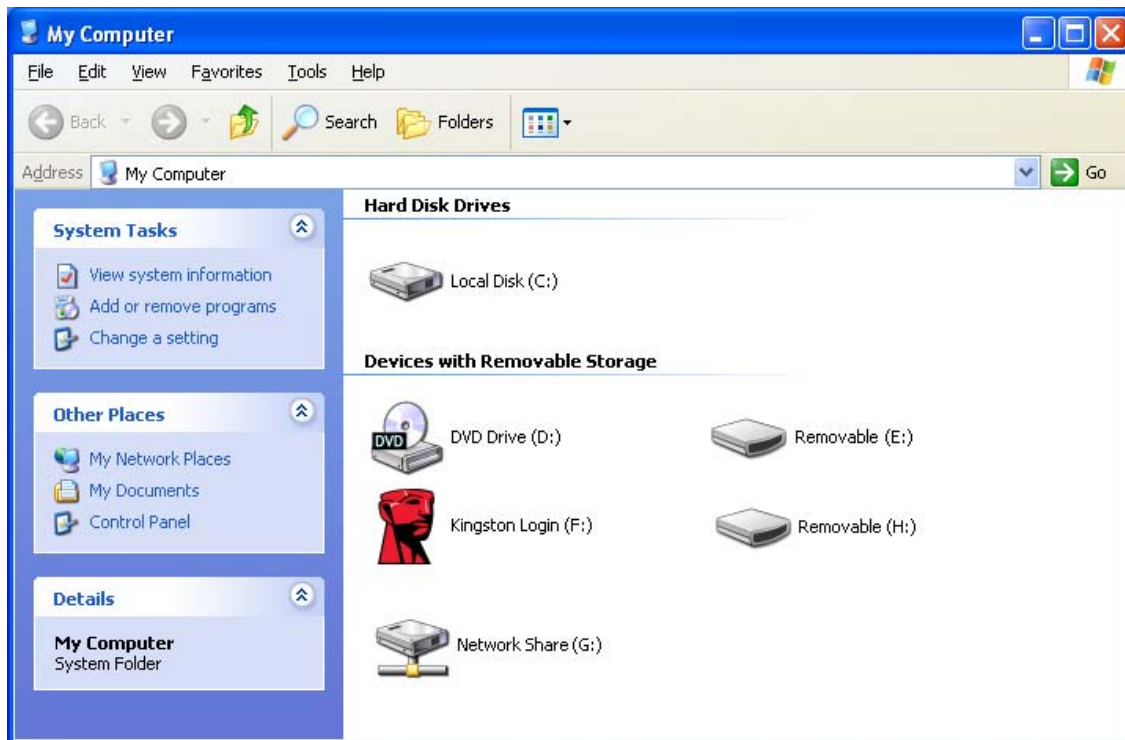 My Computer
File Edit View Favorites Tools Help
Back Search Folders
Address My Computer Go
System Tasks
View system information
Add or remove programs
Change a setting
Other Places
My Network Places
My Documents
Control Panel
Details
My Computer
System Folder
Hard Disk Drives
Local Disk (C:)
Devices with Removable Storage
DVD DVD Drive (D:) Removable (E:)
Kingston Login (F:) Removable (H:)
Network Share (G:)